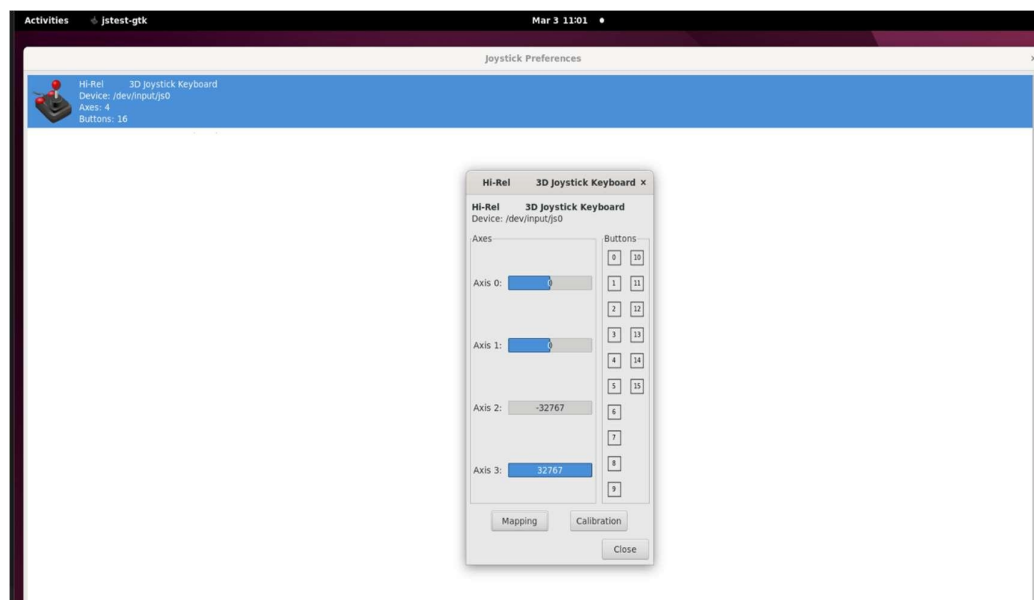 Activities jstest-gtk Mar 3 11:01
Joystick Preferences ×
Hi-Rel 3D Joystick Keyboard
Device: /dev/input/js0
Axes: 4
Buttons: 16
Hi-Rel 3D Joystick Keyboard ×
Hi-Rel 3D Joystick Keyboard
Device: /dev/input/js0
Axes Buttons
0 10
Axis 0: 0 1 11
2 12
3 13
Axis 1: 0
4 14
5 15
Axis 2: -32767 6
7
8
Axis 3: 32767
9
Mapping Calibration
Close